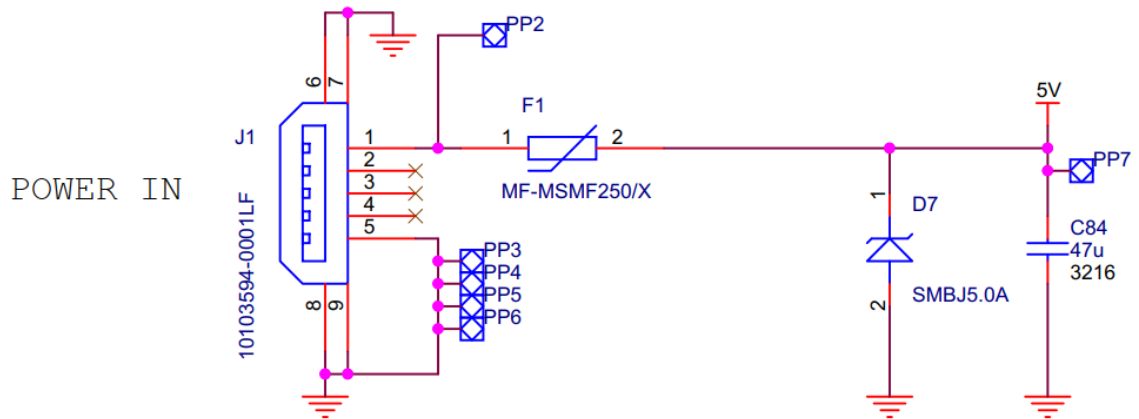 PP2
6
7
F1
5V
J1
1
1
2
2
3
4
5
MF-MSMF250/X
PP7
POWER IN
10103594-0001LF
1
D7
C84
47u
3216
PP3
PP4
PP5
PP6
SMBJ5.0A
2
8
9